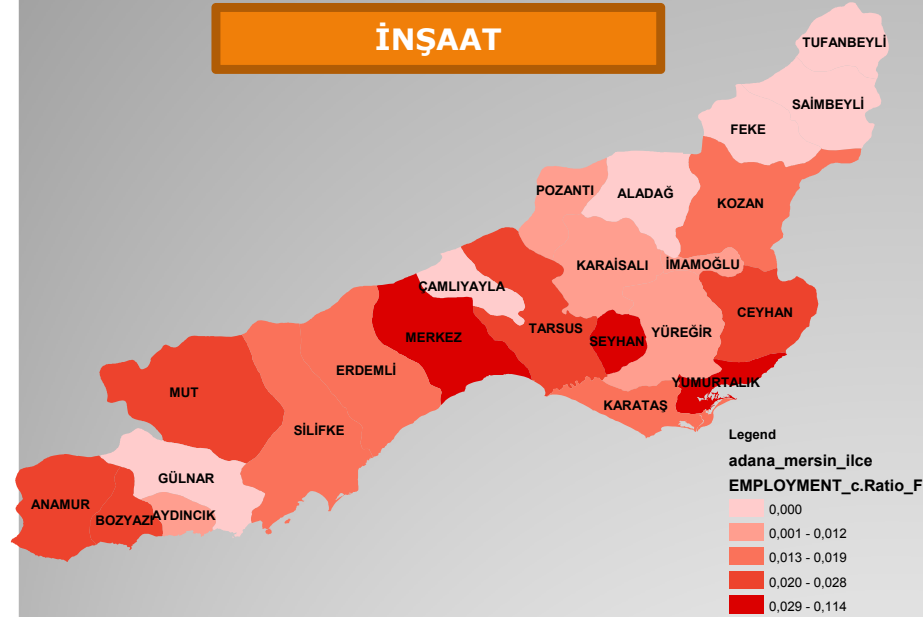 İNŞAAT
TUFANBEYLİ
SAİMBEYLİ
FEKE
POZANTI
ALADAĞ
KOZAN
KARAİSALI
İMAMOĞLU
ÇAMLIYAYLA
CEYHAN
TARSUS
SEYHAN
YÜREĞİR
MERKEZ
ERDEMLİ
YUMURTALIK
MUT
KARATAŞ
SİLİFKE
GÜLNAR
ANAMUR
BOZYAZI
AYDINCIK
Legend
adana_mersin_ilce
EMPLOYMENT_c.Ratio_F
0,000
0,001 - 0,012
0,013 - 0,019
0,020 - 0,028
0,029 - 0,114